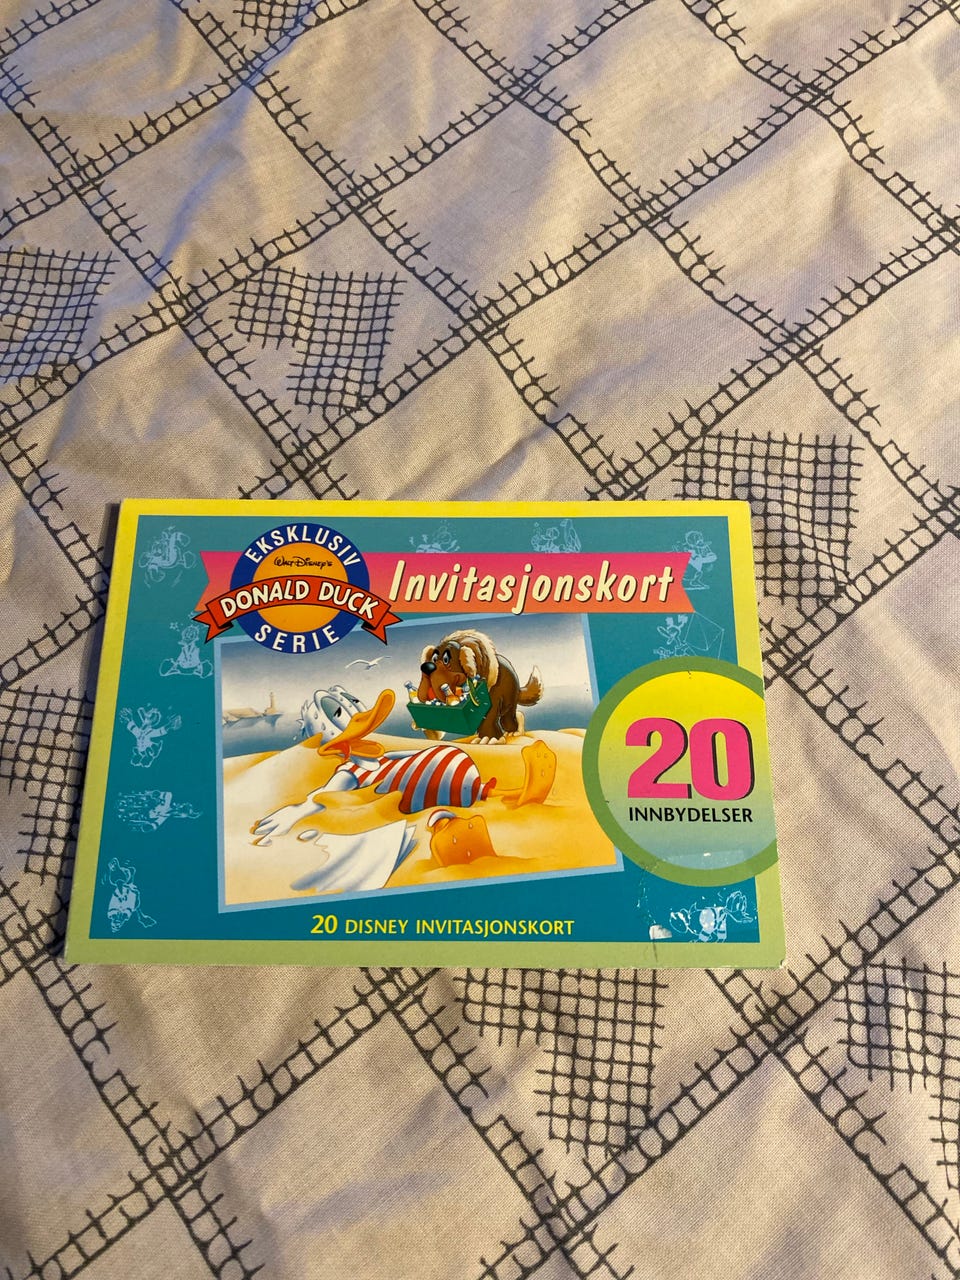 EKSKLUSIV
Walt Disney's
DONALD DUCK
SERIE
Invitasjonskort
20
INNBYDELSER
20 DISNEY INVITASJONSKORT